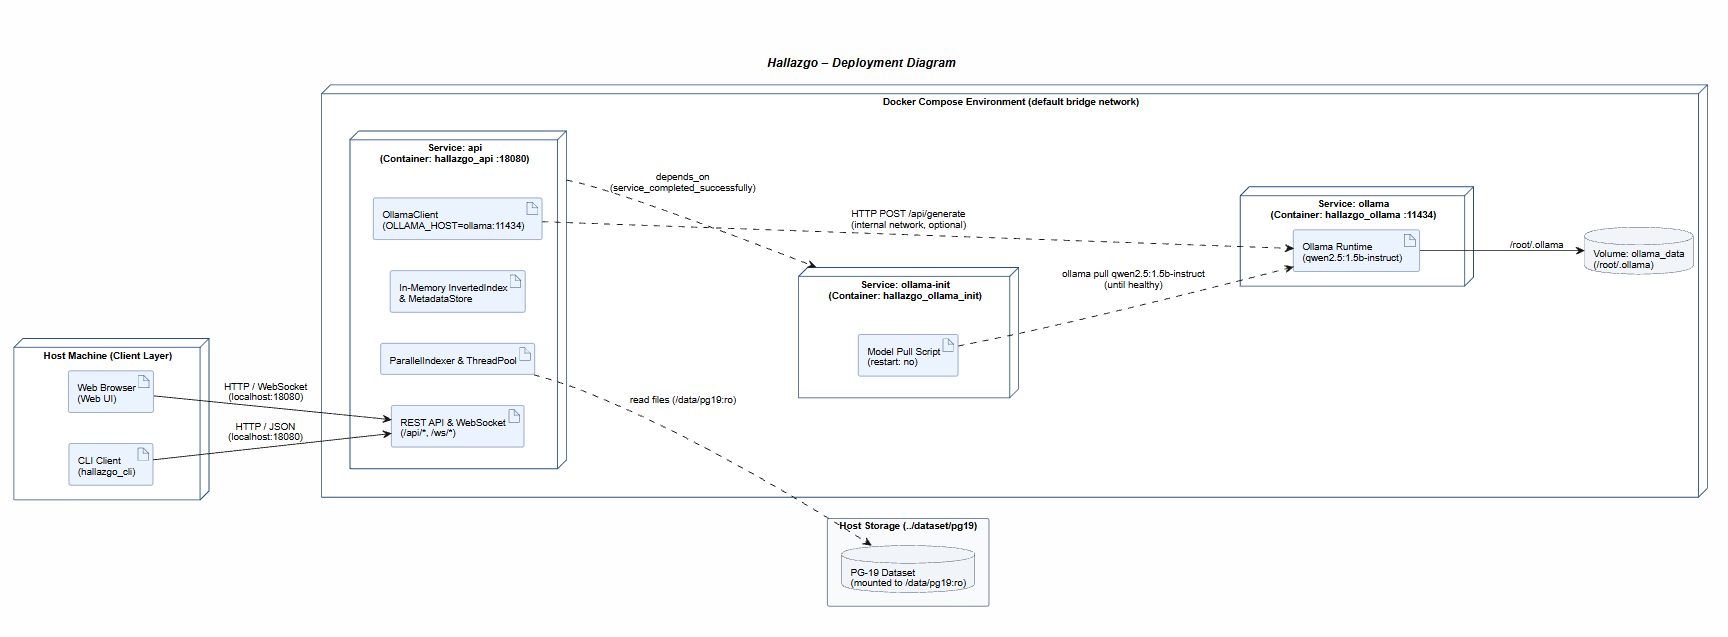 Hallazgo – Deployment Diagram
Docker Compose Environment (default bridge network)
Service: api
(Container: hallazgo_api :18080)
OllamaClient
(OLLAMA_HOST=ollama:11434)
In-Memory InvertedIndex
& MetadataStore
ParallelIndexer & ThreadPool
REST API & WebSocket
(/api/*, /ws/*)
depends_on
(service_completed_successfully)
HTTP POST /api/generate
(internal network, optional)
Service: ollama
(Container: hallazgo_ollama :11434)
Ollama Runtime
(qwen2.5:1.5b-instruct)
/root/.ollama
Volume: ollama_data
(/root/.ollama)
ollama pull qwen2.5:1.5b-instruct
(until healthy)
Service: ollama-init
(Container: hallazgo_ollama_init)
Model Pull Script
(restart: no)
Host Machine (Client Layer)
Web Browser
(Web UI)
CLI Client
(hallazgo_cli)
HTTP / WebSocket
(localhost:18080)
HTTP / JSON
(localhost:18080)
read files (/data/pg19:ro)
Host Storage (../dataset/pg19)
PG-19 Dataset
(mounted to /data/pg19:ro)